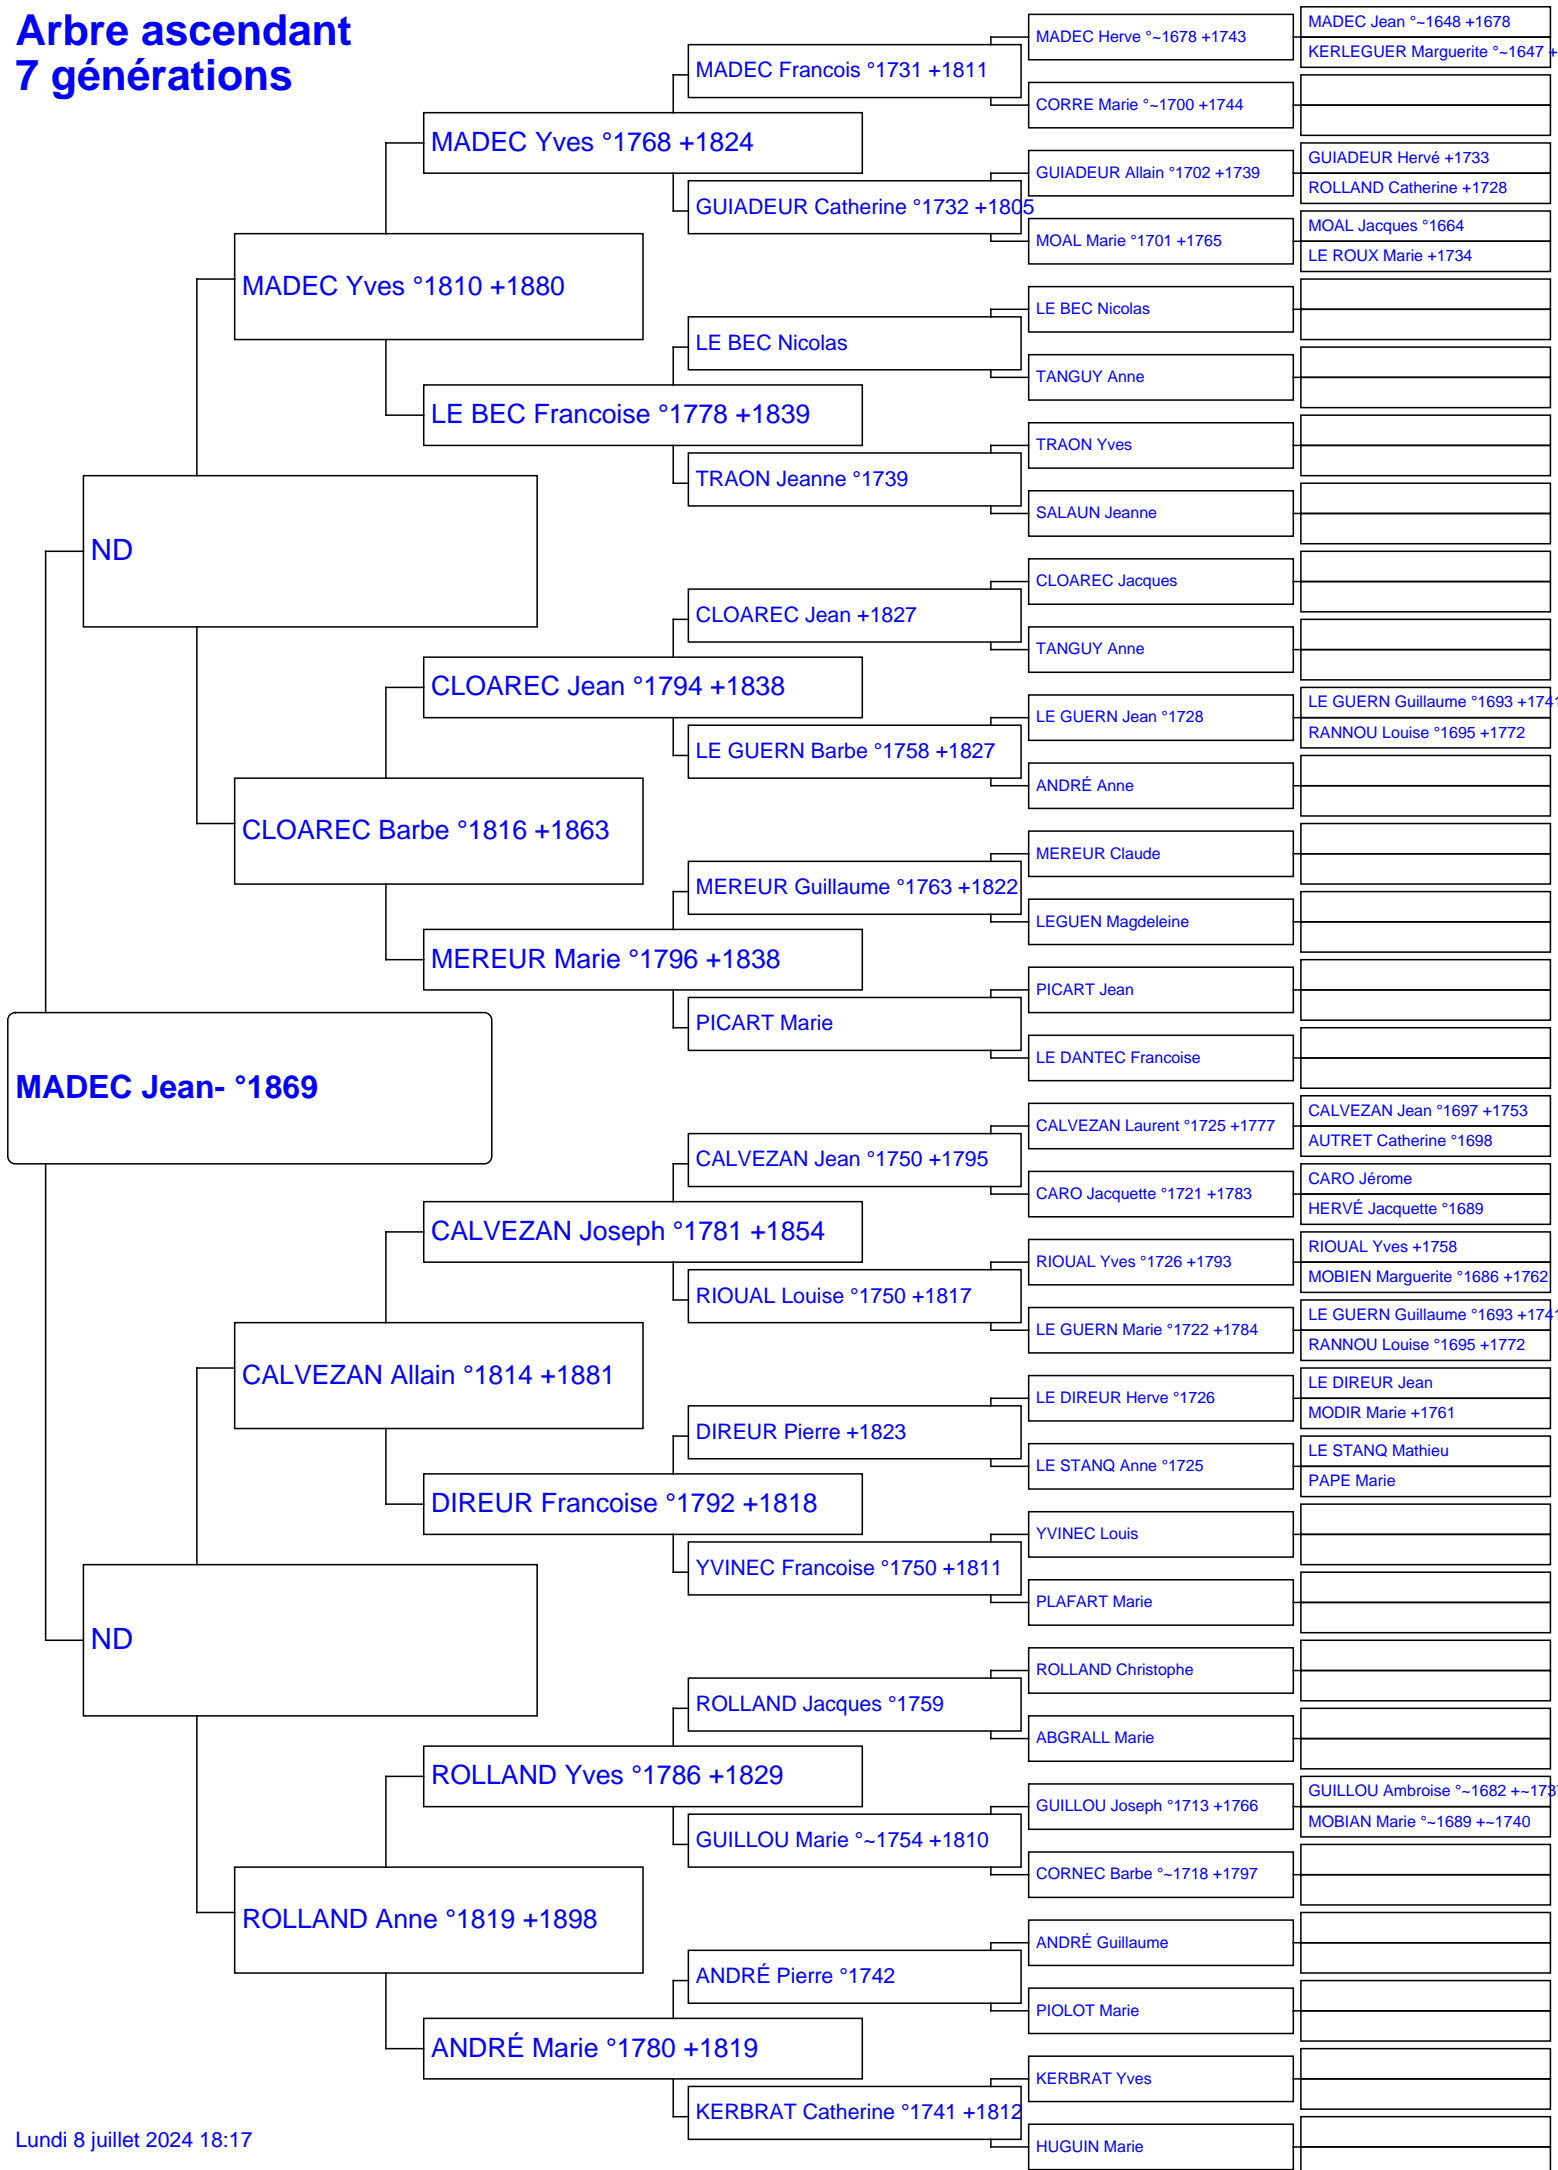 Arbre ascendant
7 générations
MADEC Jean- °1869
ND
ND
MADEC Yves °1810 +1880
CLOAREC Barbe °1816 +1863
CALVEZAN Allain °1814 +1881
ROLLAND Anne °1819 +1898
MADEC Yves °1768 +1824
LE BEC Francoise °1778 +1839
CLOAREC Jean °1794 +1838
MEREUR Marie °1796 +1838
CALVEZAN Joseph °1781 +1854
DIREUR Francoise °1792 +1818
ROLLAND Yves °1786 +1829
ANDRÉ Marie °1780 +1819
MADEC Francois °1731 +1811
GUIADEUR Catherine °1732 +1805
LE BEC Nicolas
TRAON Jeanne °1739
CLOAREC Jean +1827
LE GUERN Barbe °1758 +1827
MEREUR Guillaume °1763 +1822
PICART Marie
CALVEZAN Jean °1750 +1795
RIOUAL Louise °1750 +1817
DIREUR Pierre +1823
YVINEC Francoise °1750 +1811
ROLLAND Jacques °1759
GUILLOU Marie °~1754 +1810
ANDRÉ Pierre °1742
KERBRAT Catherine °1741 +1812
MADEC Herve °~1678 +1743
CORRE Marie °~1700 +1744
GUIADEUR Allain °1702 +1739
MOAL Marie °1701 +1765
LE BEC Nicolas
TANGUY Anne
TRAON Yves
SALAUN Jeanne
CLOAREC Jacques
TANGUY Anne
LE GUERN Jean °1728
ANDRÉ Anne
MEREUR Claude
LEGUEN Magdeleine
PICART Jean
LE DANTEC Francoise
CALVEZAN Laurent °1725 +1777
CARO Jacquette °1721 +1783
RIOUAL Yves °1726 +1793
LE GUERN Marie °1722 +1784
LE DIREUR Herve °1726
LE STANQ Anne °1725
YVINEC Louis
PLAFART Marie
ROLLAND Christophe
ABGRALL Marie
GUILLOU Joseph °1713 +1766
CORNEC Barbe °~1718 +1797
ANDRÉ Guillaume
PIOLOT Marie
KERBRAT Yves
HUGUIN Marie
MADEC Jean °~1648 +1678
KERLEGUER Marguerite °~1647 +
GUIADEUR Hervé +1733
ROLLAND Catherine +1728
MOAL Jacques °1664
LE ROUX Marie +1734
LE GUERN Guillaume °1693 +1741
RANNOU Louise °1695 +1772
CALVEZAN Jean °1697 +1753
AUTRET Catherine °1698
CARO Jérome
HERVÉ Jacquette °1689
RIOUAL Yves +1758
MOBIEN Marguerite °1686 +1762
LE GUERN Guillaume °1693 +1741
RANNOU Louise °1695 +1772
LE DIREUR Jean
MODIR Marie +1761
LE STANQ Mathieu
PAPE Marie
GUILLOU Ambroise °~1682 +~173
MOBIAN Marie °~1689 +~1740
Lundi 8 juillet 2024 18:17